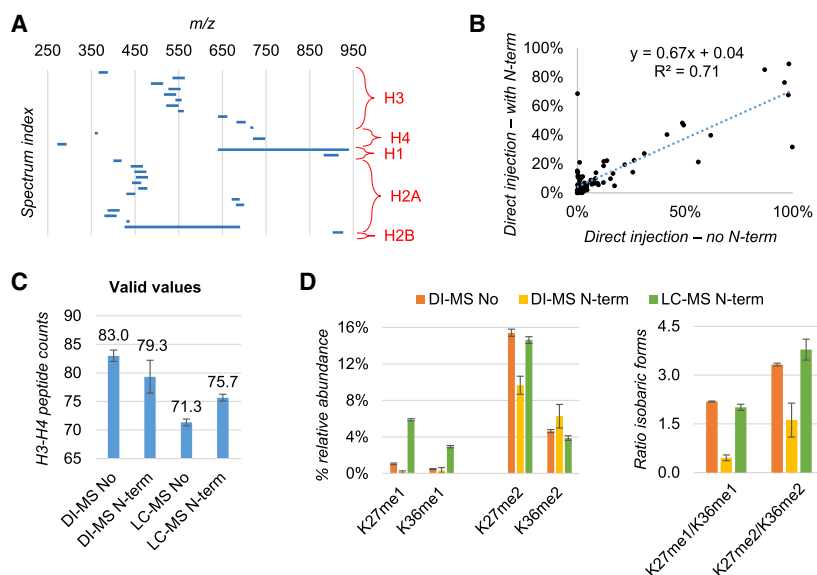 A
m/z
250 350 450 550 650 750 850 950
Spectrum index
H3
H4
H1
H2A
H2B
B
Direct injection – with N-term
100%
80%
60%
40%
20%
0%
y = 0.67x + 0.04
R² = 0.71
0% 50% 100%
Direct injection – no N-term
C
Valid values
H3-H4 peptide counts
90
85
80
75
70
65
83.0
79.3
71.3
75.7
DI-MS No
DI-MS N-term
LC-MS No
LC-MS N-term
D
DI-MS No DI-MS N-term LC-MS N-term
% relative abundance
16%
12%
8%
4%
0%
K27me1
K36me1
K27me2
K36me2
Ratio isobaric forms
4.5
3.0
1.5
0.0
K27me1/K36me1
K27me2/K36me2